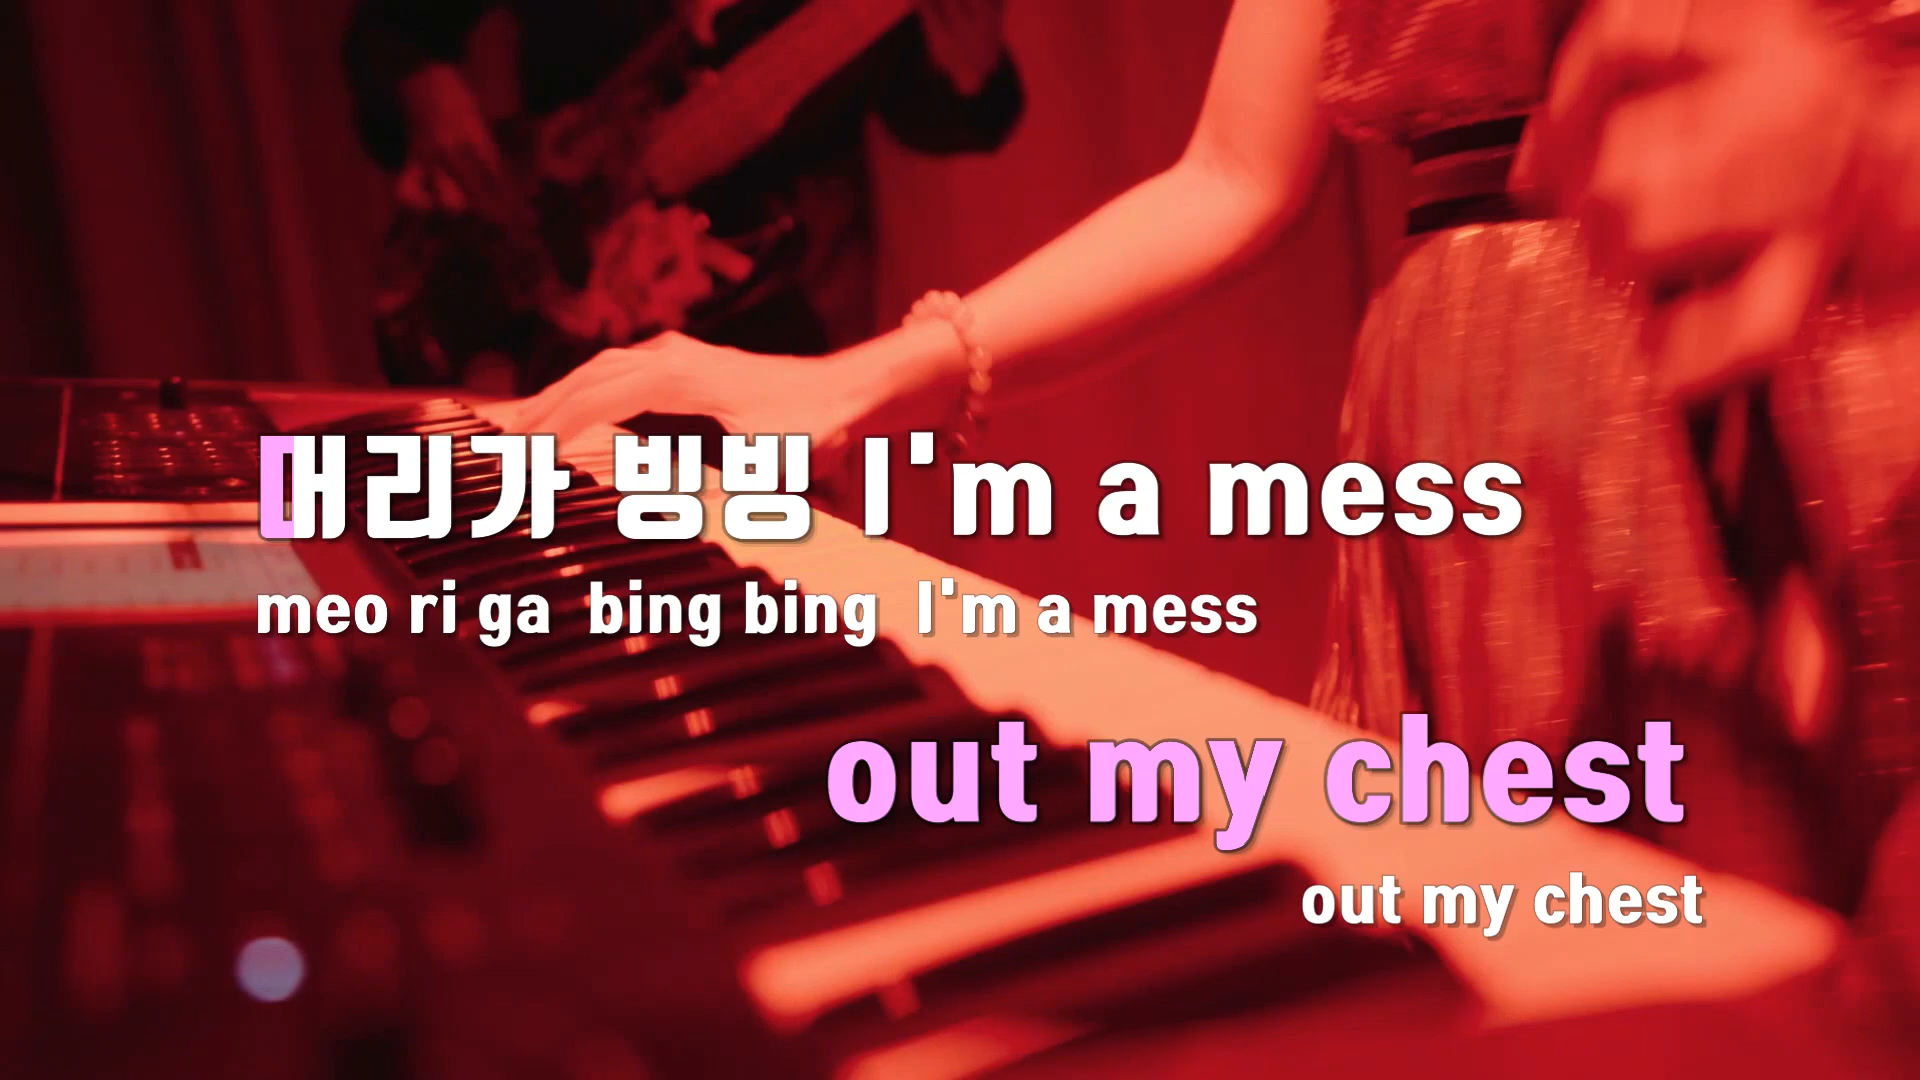 머리가 빙빙 I'm a mess
meo ri ga bing bing I'm a mess
out my chest
out my chest